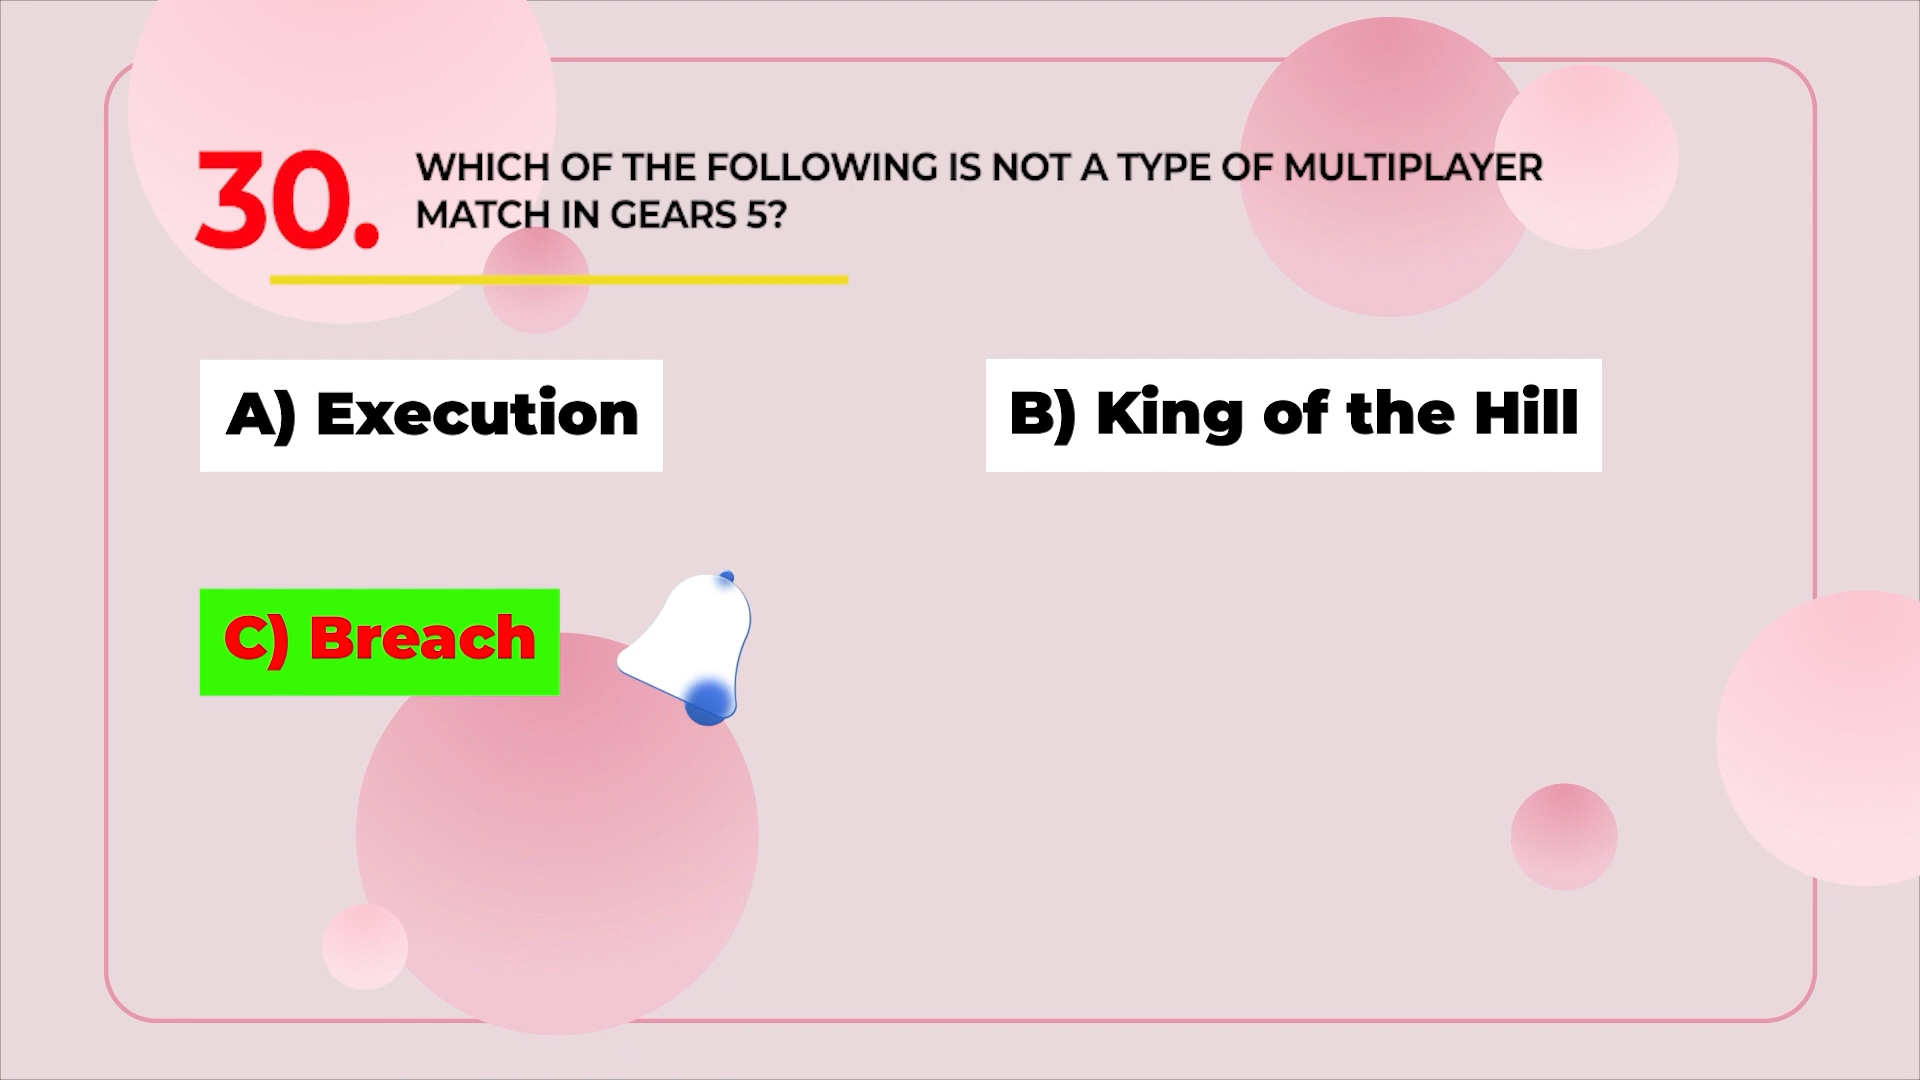 30.
WHICH OF THE FOLLOWING IS NOT A TYPE OF MULTIPLAYER
MATCH IN GEARS 5?
A) Execution
B) King of the Hill
C) Breach